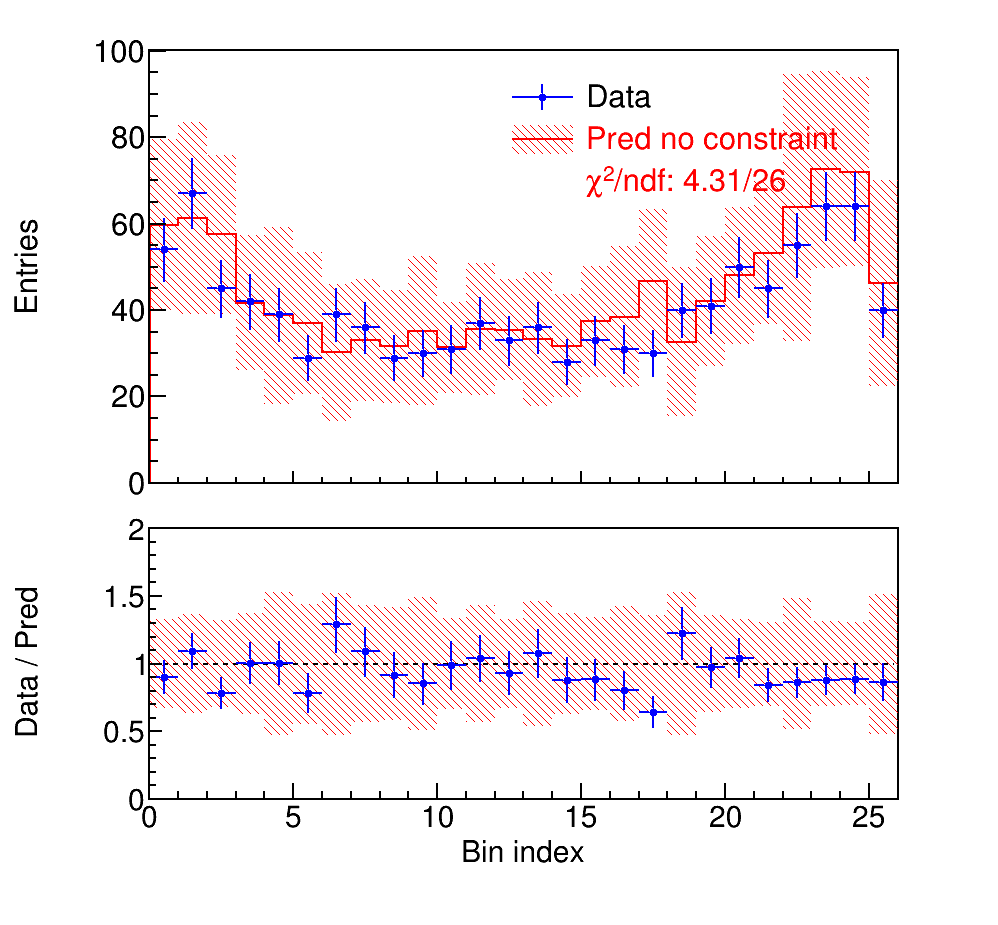 100
80
60
40
20
0
Entries
Data
Pred no constraint
χ²/ndf: 4.31/26
2
1.5
1
0.5
0
Data / Pred
0 5 10 15 20 25
Bin index